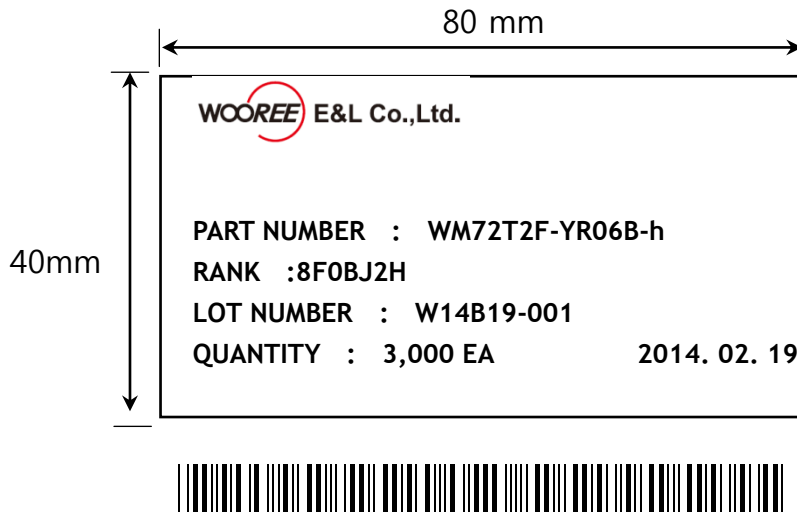 80 mm
WOOREE E&L Co.,Ltd.
40mm
PART NUMBER : WM72T2F-YR06B-h
RANK :8F0BJ2H
LOT NUMBER : W14B19-001
QUANTITY : 3,000 EA 2014. 02. 19